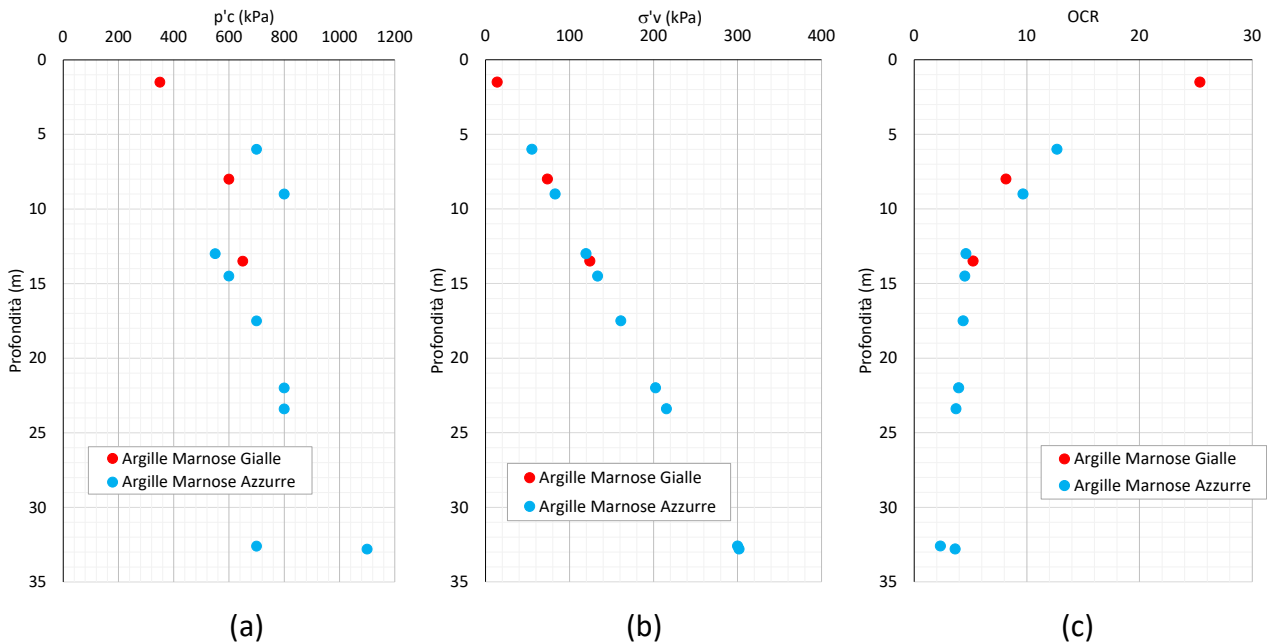 p'c (kPa)
0 200 400 600 800 1000 1200
0
5
10
15
20
25
30
35
Profondità (m)
Argille Marnose Gialle
Argille Marnose Azzurre
(a)
σ'v (kPa)
0 100 200 300 400
0
5
10
15
20
25
30
35
Profondità (m)
Argille Marnose Gialle
Argille Marnose Azzurre
(b)
OCR
0 10 20 30
0
5
10
15
20
25
30
35
Profondità (m)
Argille Marnose Gialle
Argille Marnose Azzurre
(c)